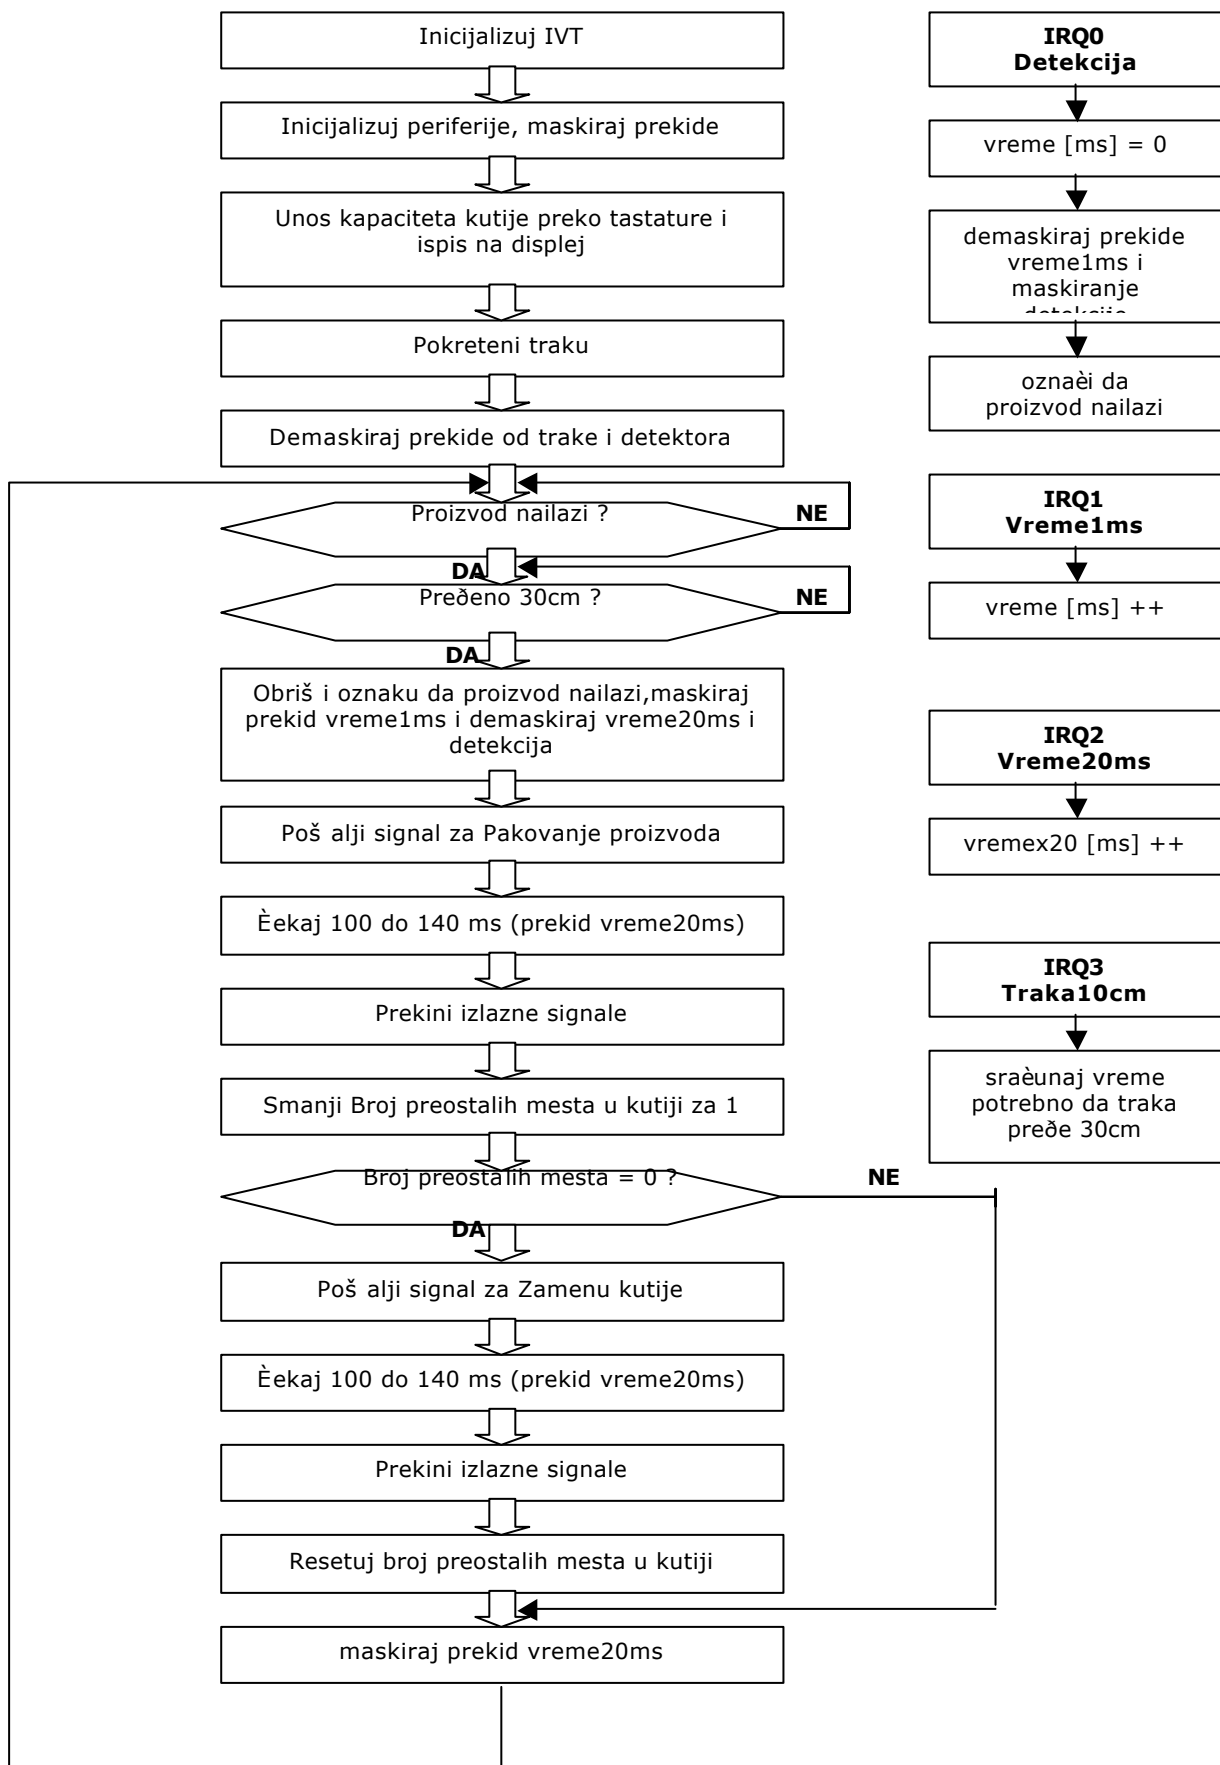 Inicijalizuj IVT
Inicijalizuj periferije, maskiraj prekide
Unos kapaciteta kutije preko tastature i
ispis na displej
Pokreteni traku
Demaskiraj prekide od trake i detektora
Proizvod nailazi ?
NE
DA
Preðeno 30cm ?
NE
DA
Obriš i oznaku da proizvod nailazi,maskiraj
prekid vreme1ms i demaskiraj vreme20ms i
detekcija
Poš alji signal za Pakovanje proizvoda
Èekaj 100 do 140 ms (prekid vreme20ms)
Prekini izlazne signale
Smanji Broj preostalih mesta u kutiji za 1
Broj preostalih mesta = 0 ?
NE
DA
Poš alji signal za Zamenu kutije
Èekaj 100 do 140 ms (prekid vreme20ms)
Prekini izlazne signale
Resetuj broj preostalih mesta u kutiji
maskiraj prekid vreme20ms
IRQ0
Detekcija
vreme [ms] = 0
demaskiraj prekide
vreme1ms i
maskiranje
detekcije
oznaèi da
proizvod nailazi
IRQ1
Vreme1ms
vreme [ms] ++
IRQ2
Vreme20ms
vremex20 [ms] ++
IRQ3
Traka10cm
sraèunaj vreme
potrebno da traka
preðe 30cm